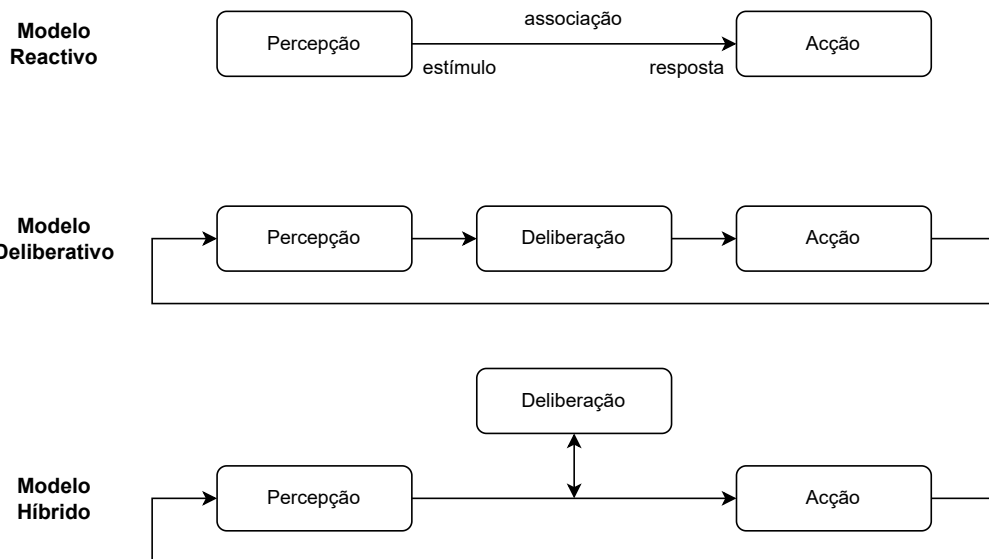 Modelo
Reactivo
Percepção
associação
estímulo
resposta
Acção
Modelo
Deliberativo
Percepção
Deliberação
Acção
Deliberação
Modelo
Híbrido
Percepção
Acção